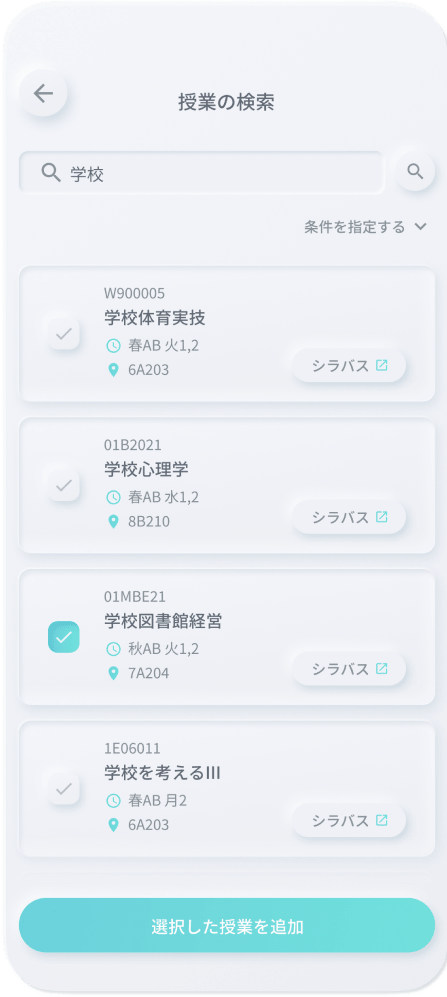 授業の検索
学校
条件を指定する
W900005
学校体育実技
春AB 火1,2
6A203
シラバス
01B2021
学校心理学
春AB 水1,2
8B210
シラバス
01MBE21
学校図書館経営
秋AB 火1,2
7A204
シラバス
1E06011
学校を考えるIII
春AB 月2
6A203
シラバス
選択した授業を追加